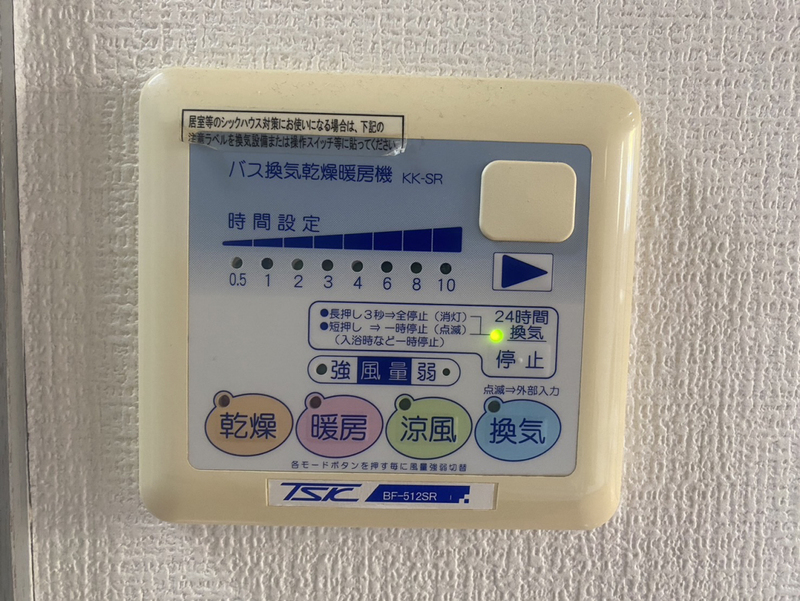 居室等のシックハウス対策にお使いになる場合は、下記の
注意ラベルを換気設備または操作スイッチ等に貼ってください。
バス換気乾燥暖房機 KK-SR
時間設定
0.5 1 2 3 4 6 8 10
●長押し3秒⇒全停止（消灯）
●短押し ⇒一時停止（点滅）
（入浴時など一時停止）
24時間
換気
停止
強 風量 弱
点滅⇒外部入力
乾燥 暖房 涼風 換気
各モードボタンを押す毎に風量強弱切替
TSK BF-512SR